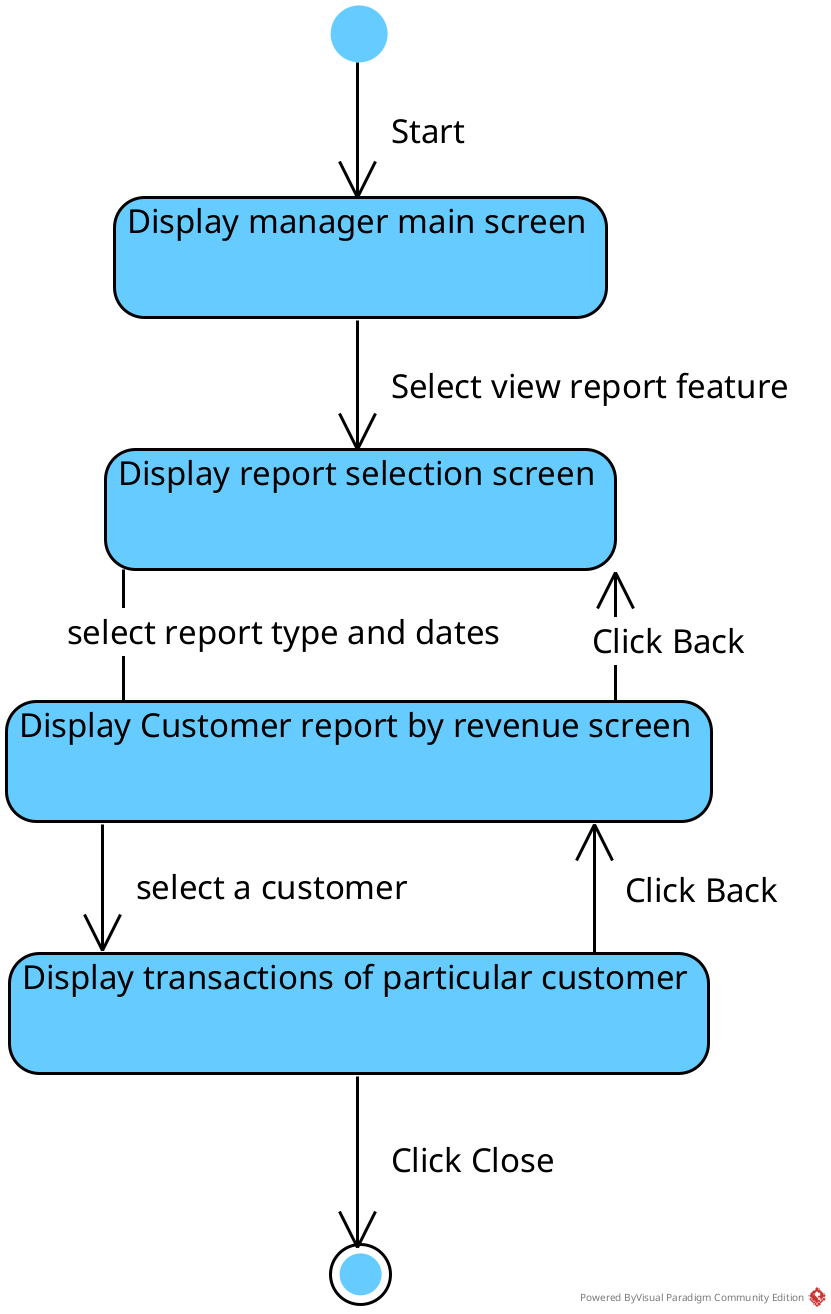 Start
Display manager main screen
Select view report feature
Display report selection screen
select report type and dates
Click Back
Display Customer report by revenue screen
select a customer
Click Back
Display transactions of particular customer
Click Close
Powered ByVisual Paradigm Community Edition